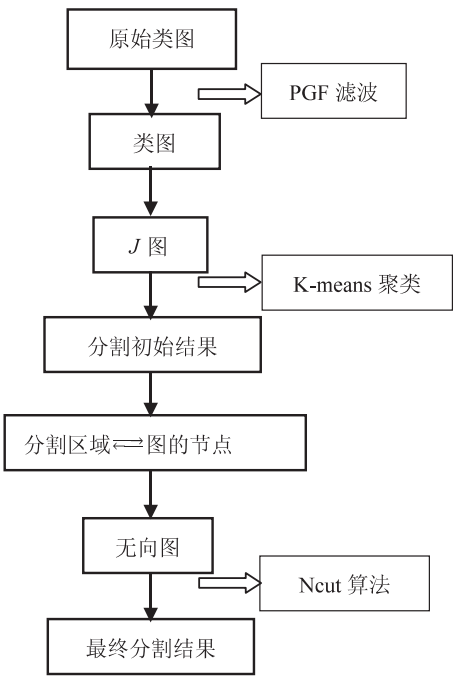 原始类图
PGF 滤波
类图
J 图
K-means 聚类
分割初始结果
分割区域⇌图的节点
无向图
Ncut 算法
最终分割结果